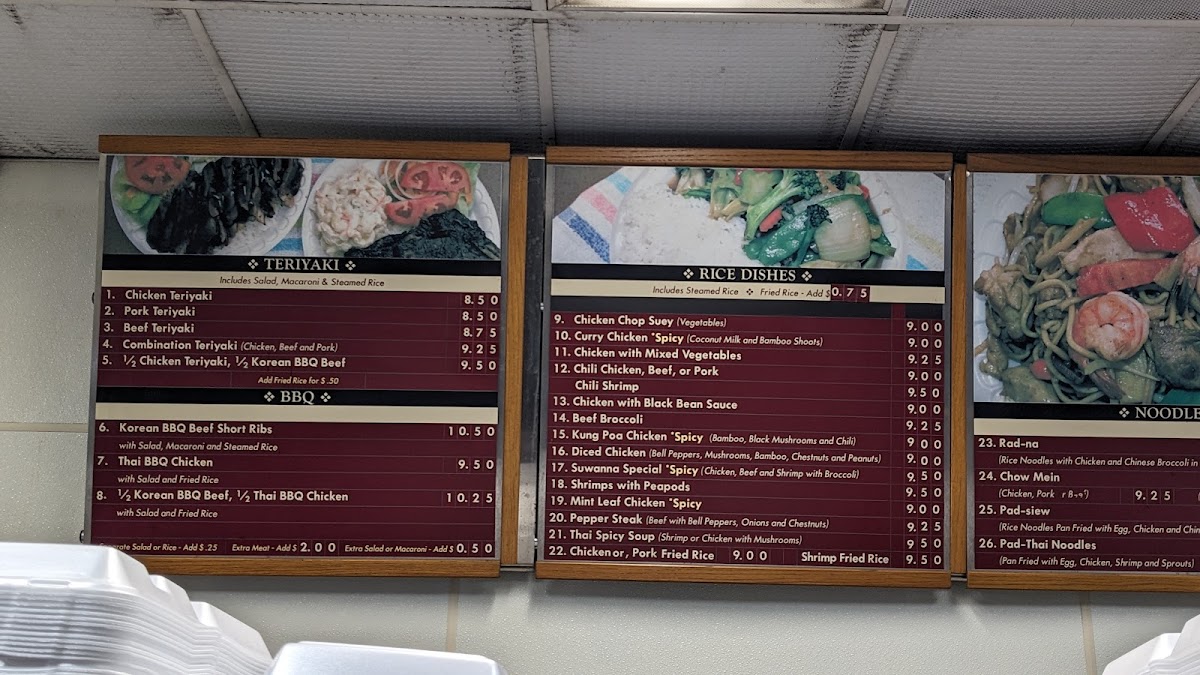 ❖ TERIYAKI ❖
Includes Salad, Macaroni & Steamed Rice
1. Chicken Teriyaki 8.50
2. Pork Teriyaki 8.50
3. Beef Teriyaki 8.75
4. Combination Teriyaki (Chicken, Beef and Pork) 9.25
5. ½ Chicken Teriyaki, ½ Korean BBQ Beef 9.50
Add Fried Rice for $ .50
❖ BBQ ❖
6. Korean BBQ Beef Short Ribs 10.50
with Salad, Macaroni and Steamed Rice
7. Thai BBQ Chicken 9.50
with Salad and Fried Rice
8. ½ Korean BBQ Beef, ½ Thai BBQ Chicken 10.25
with Salad and Fried Rice
Salad or Rice - Add $ .25 Extra Meat - Add $ 2.00 Extra Salad or Macaroni - Add $ 0.50
❖ RICE DISHES ❖
Includes Steamed Rice ❖ Fried Rice - Add $ 0.75
9. Chicken Chop Suey (Vegetables) 9.00
10. Curry Chicken *Spicy (Coconut Milk and Bamboo Shoots) 9.00
11. Chicken with Mixed Vegetables 9.25
12. Chili Chicken, Beef, or Pork 9.00
Chili Shrimp 9.50
13. Chicken with Black Bean Sauce 9.00
14. Beef Broccoli 9.25
15. Kung Poa Chicken *Spicy (Bamboo, Black Mushrooms and Chili) 9 00
16. Diced Chicken (Bell Peppers, Mushrooms, Bamboo, Chestnuts and Peanuts) 9.00
17. Suwanna Special *Spicy (Chicken, Beef and Shrimp with Broccoli) 9.50
18. Shrimps with Peapods 9.50
19. Mint Leaf Chicken *Spicy 9.00
20. Pepper Steak (Beef with Bell Peppers, Onions and Chestnuts) 9.25
21. Thai Spicy Soup (Shrimp or Chicken with Mushrooms) 9 50
22. Chicken or, Pork Fried Rice 9.00 Shrimp Fried Rice 9.50
❖ NOODLE
23. Rad-na
(Rice Noodles with Chicken and Chinese Broccoli in
24. Chow Mein
(Chicken, Pork 9.25
25. Pad-siew
(Rice Noodles Pan Fried with Egg, Chicken and
26. Pad-Thai Noodles
(Pan Fried with Egg, Chicken, Shrimp and Sprouts)